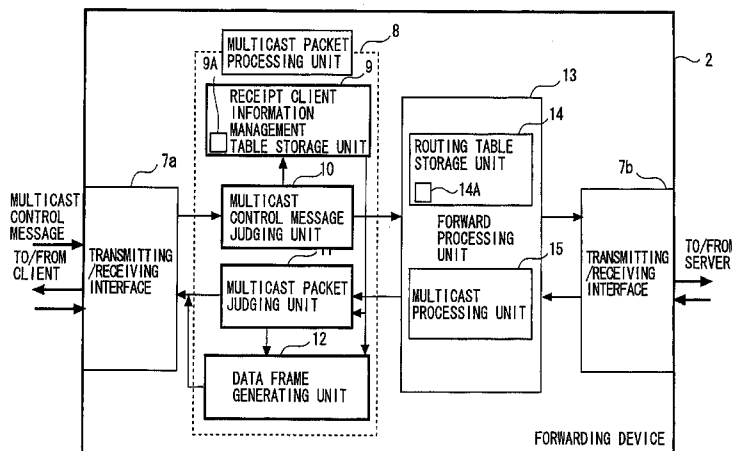 8
MULTICAST PACKET
PROCESSING UNIT
2
9A
9
RECEIPT CLIENT
INFORMATION
MANAGEMENT
TABLE STORAGE UNIT
13
14
ROUTING TABLE
STORAGE UNIT
14A
7a
7b
10
MULTICAST
CONTROL MESSAGE
JUDGING UNIT
MULTICAST
CONTROL
MESSAGE
TO/FROM
CLIENT
TRANSMITTING
/RECEIVING
INTERFACE
FORWARD
PROCESSING
UNIT
TRANSMITTING
/RECEIVING
INTERFACE
TO/FROM
SERVER
11
MULTICAST PACKET
JUDGING UNIT
15
MULTICAST
PROCESSING UNIT
12
DATA FRAME
GENERATING UNIT
FORWARDING DEVICE